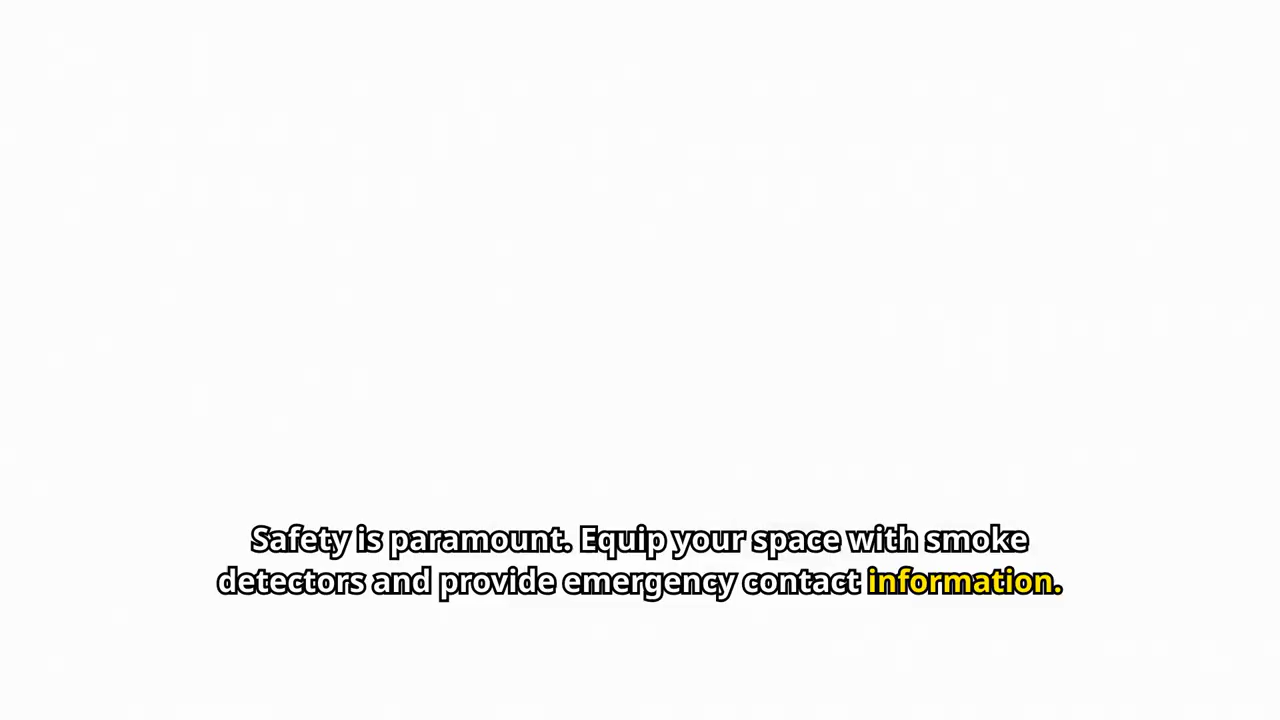 Safety is paramount. Equip your space with smoke
detectors and provide emergency contact information.